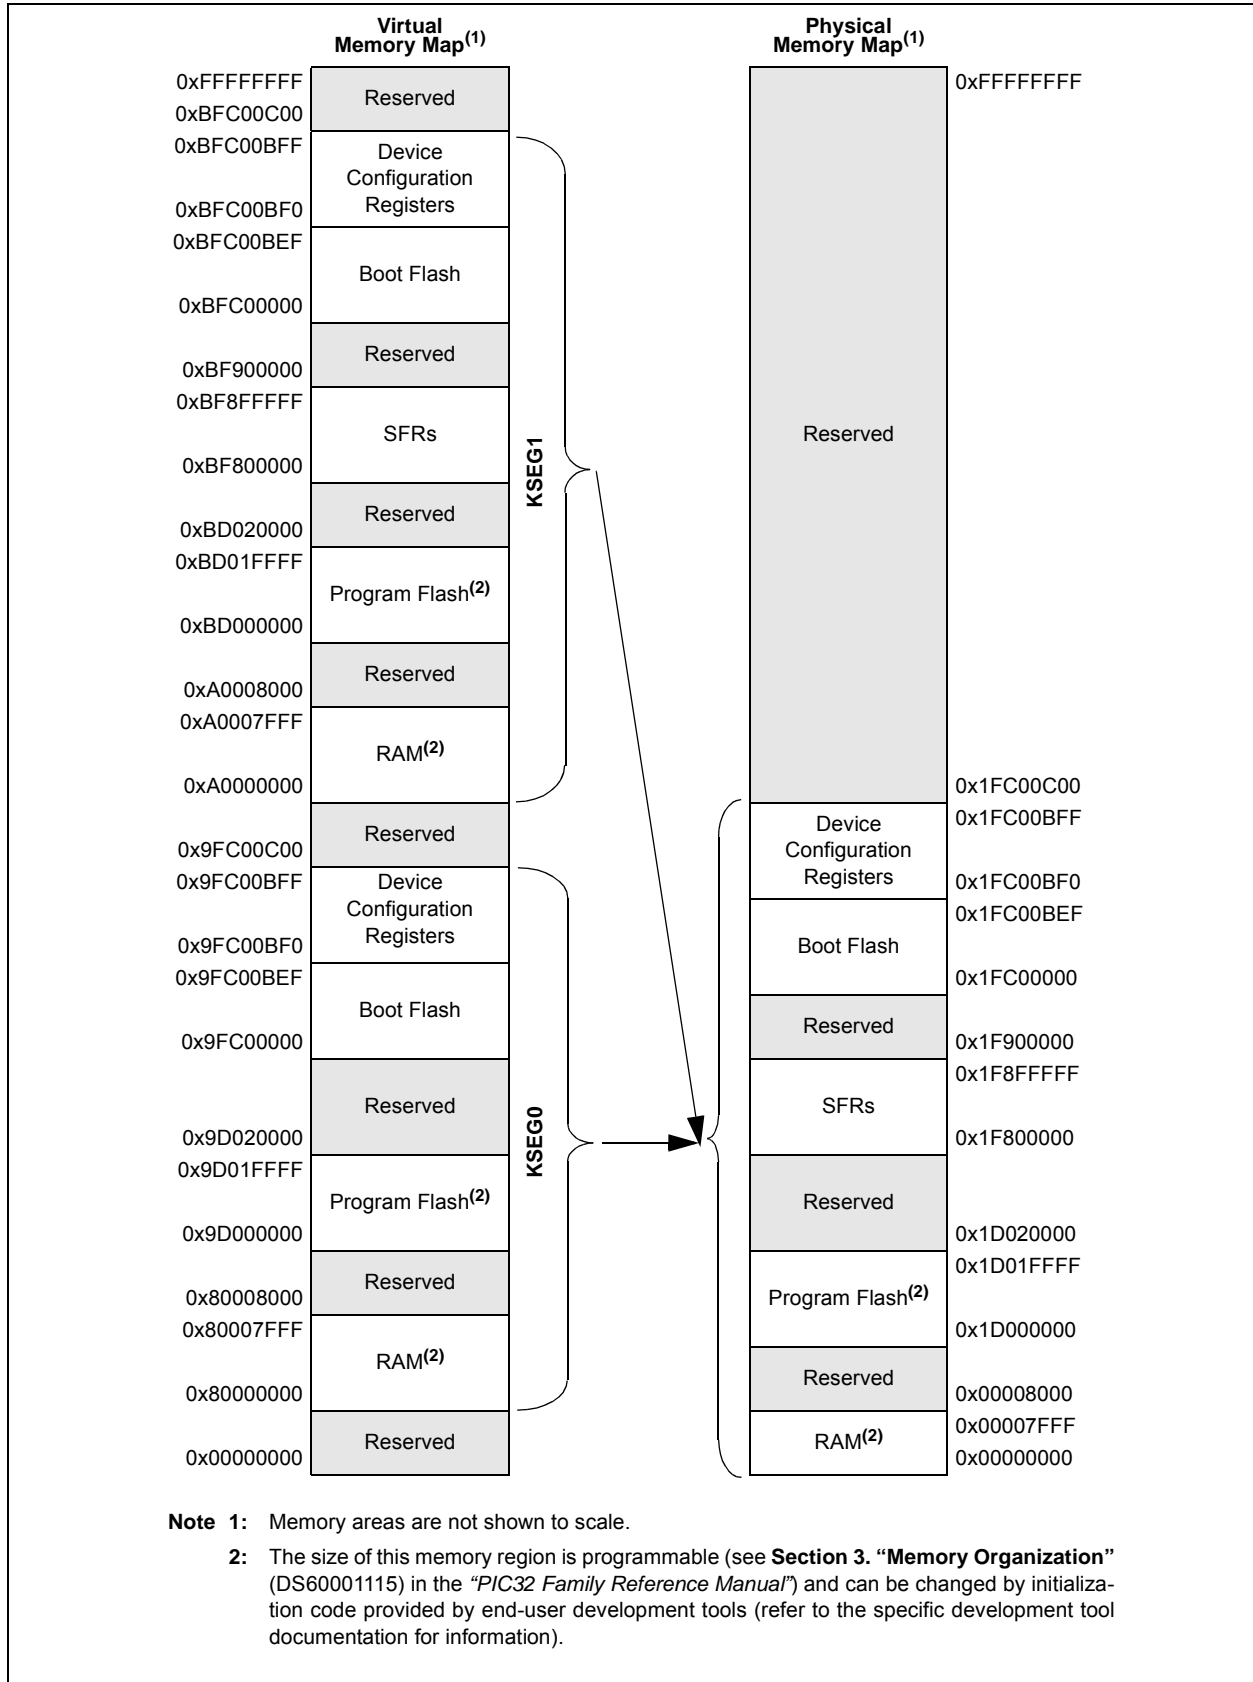 Virtual
Memory Map(1)
0xFFFFFFFF
Reserved
0xBFC00C00
0xBFC00BFF
Device
Configuration
Registers
0xBFC00BF0
0xBFC00BEF
Boot Flash
0xBFC00000
Reserved
0xBF900000
0xBF8FFFFF
SFRs
0xBF800000
Reserved
0xBD020000
0xBD01FFFF
Program Flash(2)
0xBD000000
Reserved
0xA0008000
0xA0007FFF
RAM(2)
0xA0000000
KSEG1
Reserved
0x9FC00C00
0x9FC00BFF
Device
Configuration
Registers
0x9FC00BF0
0x9FC00BEF
Boot Flash
0x9FC00000
Reserved
0x9D020000
0x9D01FFFF
Program Flash(2)
0x9D000000
Reserved
0x80008000
0x80007FFF
RAM(2)
0x80000000
KSEG0
Reserved
0x00000000
Physical
Memory Map(1)
0xFFFFFFFF
Reserved
0x1FC00C00
0x1FC00BFF
Device
Configuration
Registers
0x1FC00BF0
0x1FC00BEF
Boot Flash
0x1FC00000
Reserved
0x1F900000
0x1F8FFFFF
SFRs
0x1F800000
Reserved
0x1D020000
0x1D01FFFF
Program Flash(2)
0x1D000000
Reserved
0x00008000
0x00007FFF
RAM(2)
0x00000000
Note 1: Memory areas are not shown to scale.
2: The size of this memory region is programmable (see Section 3. “Memory Organization”
(DS60001115) in the “PIC32 Family Reference Manual”) and can be changed by initializa-
tion code provided by end-user development tools (refer to the specific development tool
documentation for information).